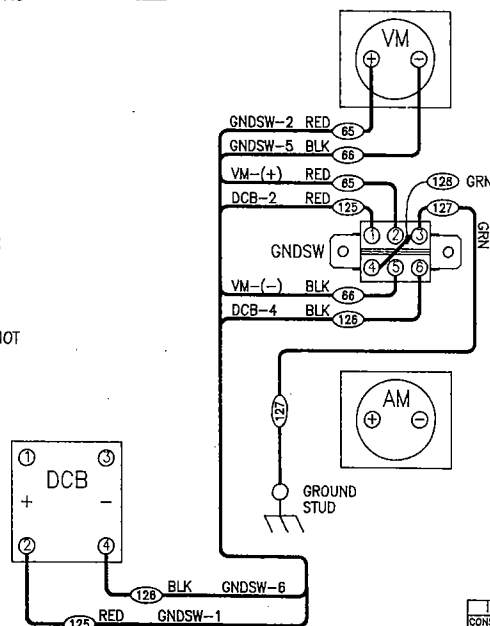 VM
+ −
GNDSW-2 RED 65
GNDSW-5 BLK 66
VM-(+) RED 65
128 GRN
DCB-2 RED 125
127
1 2 3
GRN
GNDSW
4 5 6
VM-(-) BLK 66
DCB-4 BLK 126
NOT
AM
+ −
127
1 3
DCB
+ −
GROUND
STUD
2 4
126 BLK GNDSW-6
125 RED GNDSW-1